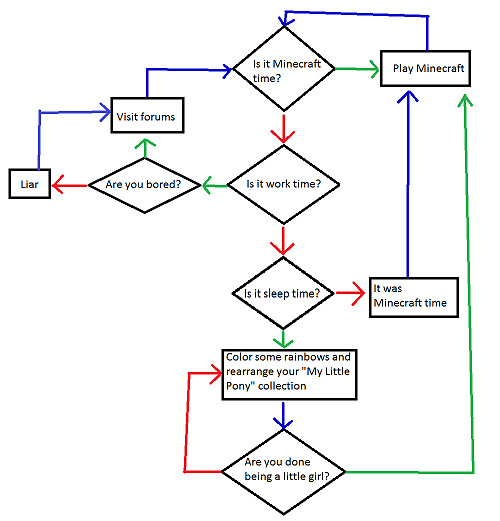 Is it Minecraft
time?
Play Minecraft
Visit forums
Liar
Are you bored?
Is it work time?
Is it sleep time?
It was
Minecraft time
Color some rainbows and
rearrange your "My Little
Pony" collection
Are you done
being a little girl?